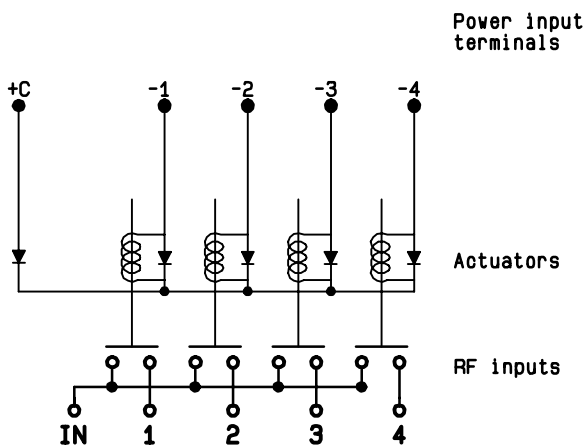 Power input
terminals
+C -1 -2 -3 -4
Actuators
RF inputs
IN 1 2 3 4